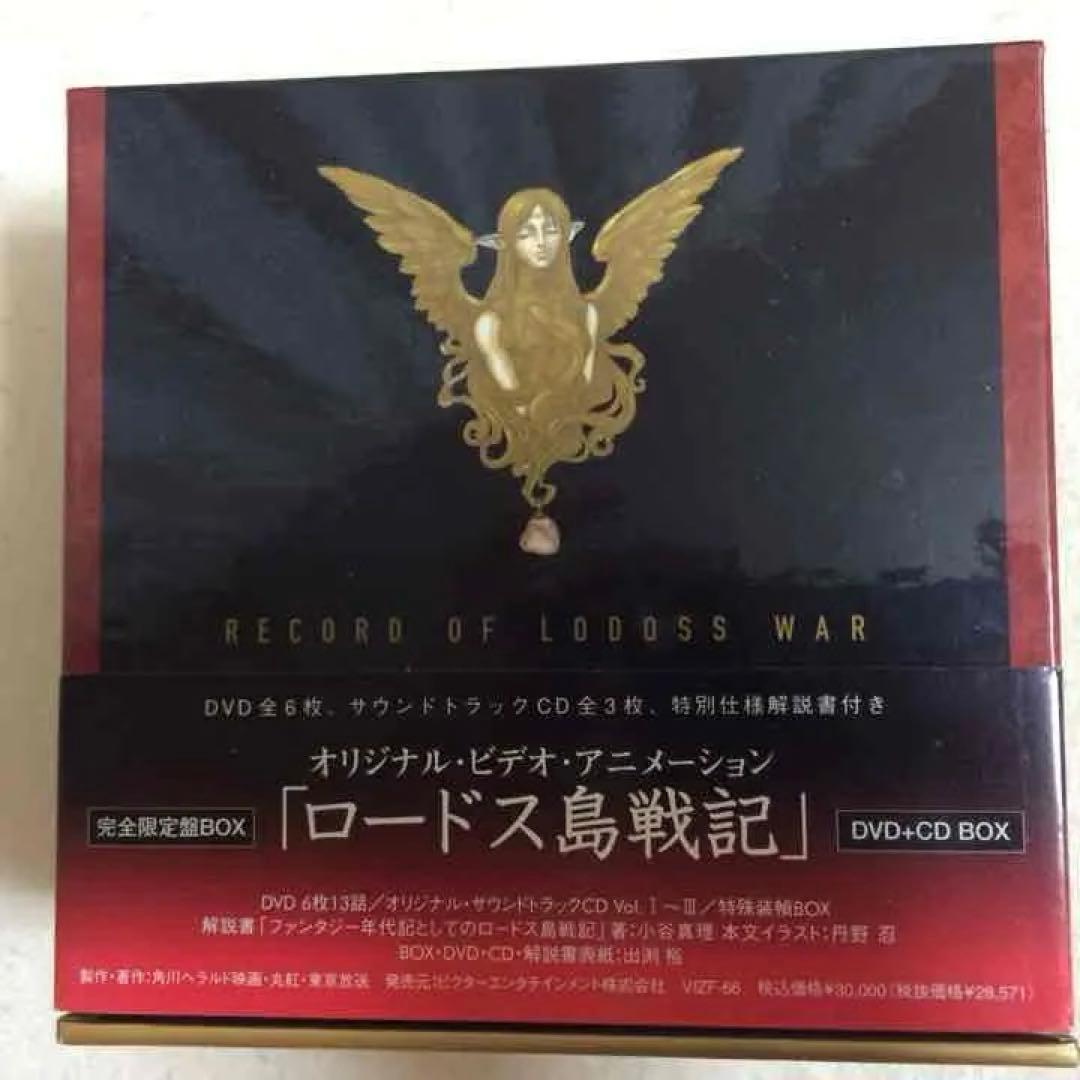 RECORD OF LODOSS WAR
DVD全6枚、サウンドトラックCD全3枚、特別仕様解説書付き
オリジナル・ビデオ・アニメーション
完全限定盤BOX 「ロードス島戦記」 DVD+CD BOX
DVD 6枚13話／オリジナル・サウンドトラックCD Vol.Ⅰ〜Ⅲ／特殊装幀BOX
解説書「ファンタジー年代記としてのロードス島戦記」著：小谷真理 本文イラスト：丹野 忍
BOX・DVD・CD・解説書表紙：出渕 裕
製作・著作：角川ヘラルド映画・丸紅・東京放送 発売元：ビクターエンタテインメント株式会社 VIZF-66 税込価格¥30,000（税抜価格¥28,571）